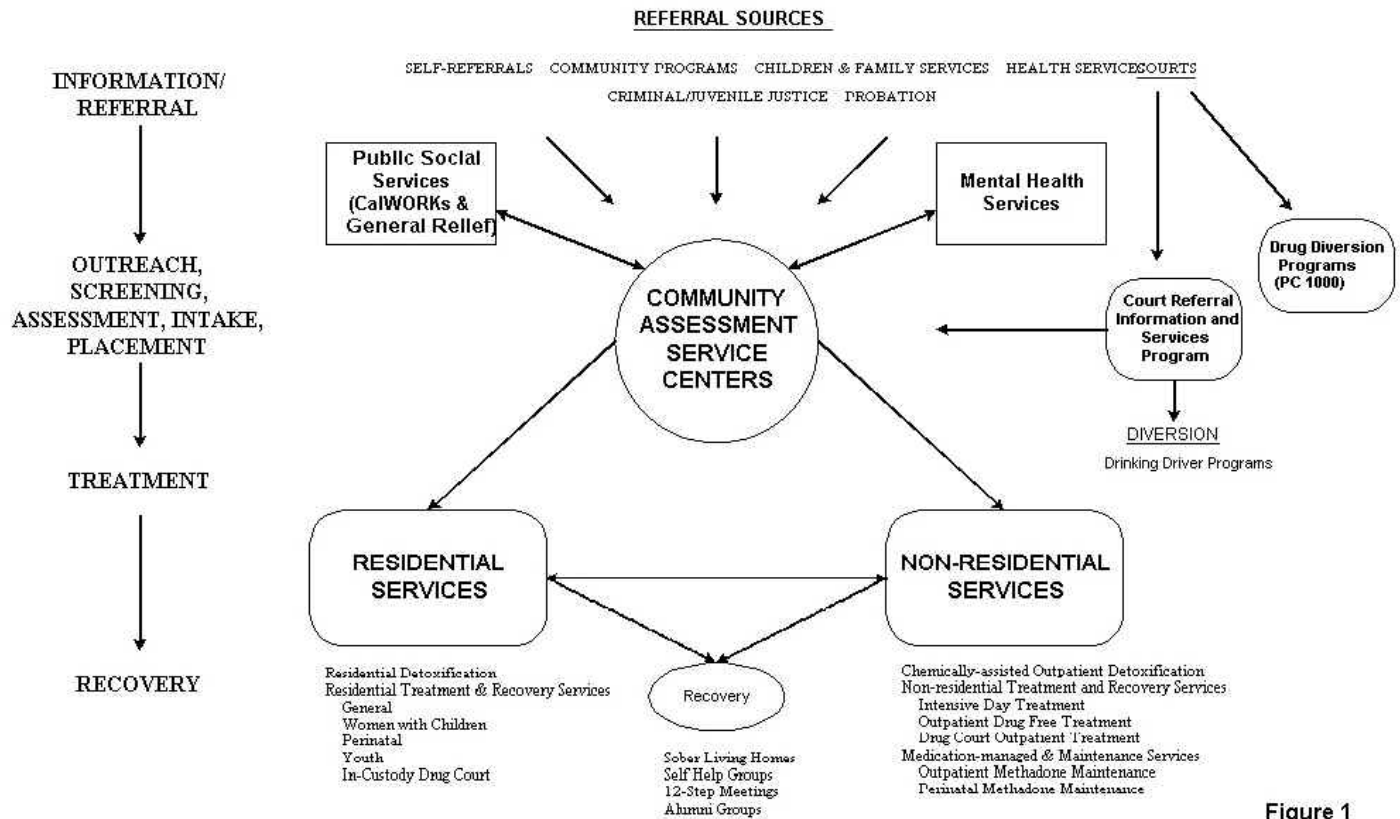 REFERRAL SOURCES
INFORMATION/
REFERRAL
SELF-REFERRALS COMMUNITY PROGRAMS CHILDREN & FAMILY SERVICES HEALTH SERVICES COURTS
CRIMINAL/JUVENILE JUSTICE PROBATION
Public Social
Services
(CalWORKs &
General Relief)
Mental Health
Services
Drug Diversion
Programs
(PC 1000)
OUTREACH,
SCREENING,
ASSESSMENT, INTAKE,
PLACEMENT
COMMUNITY
ASSESSMENT
SERVICE
CENTERS
Court Referral
Information and
Services
Program
DIVERSION
Drinking Driver Programs
TREATMENT
RESIDENTIAL
SERVICES
NON-RESIDENTIAL
SERVICES
RECOVERY
Residential Detoxification
Residential Treatment & Recovery Services
General
Women with Children
Perinatal
Youth
In-Custody Drug Court
Recovery
Sober Living Homes
Self Help Groups
12-Step Meetings
Alumni Groups
Chemically-assisted Outpatient Detoxification
Non-residential Treatment and Recovery Services
Intensive Day Treatment
Outpatient Drug Free Treatment
Drug Court Outpatient Treatment
Medication-managed & Maintenance Services
Outpatient Methadone Maintenance
Perinatal Methadone Maintenance
Figure 1